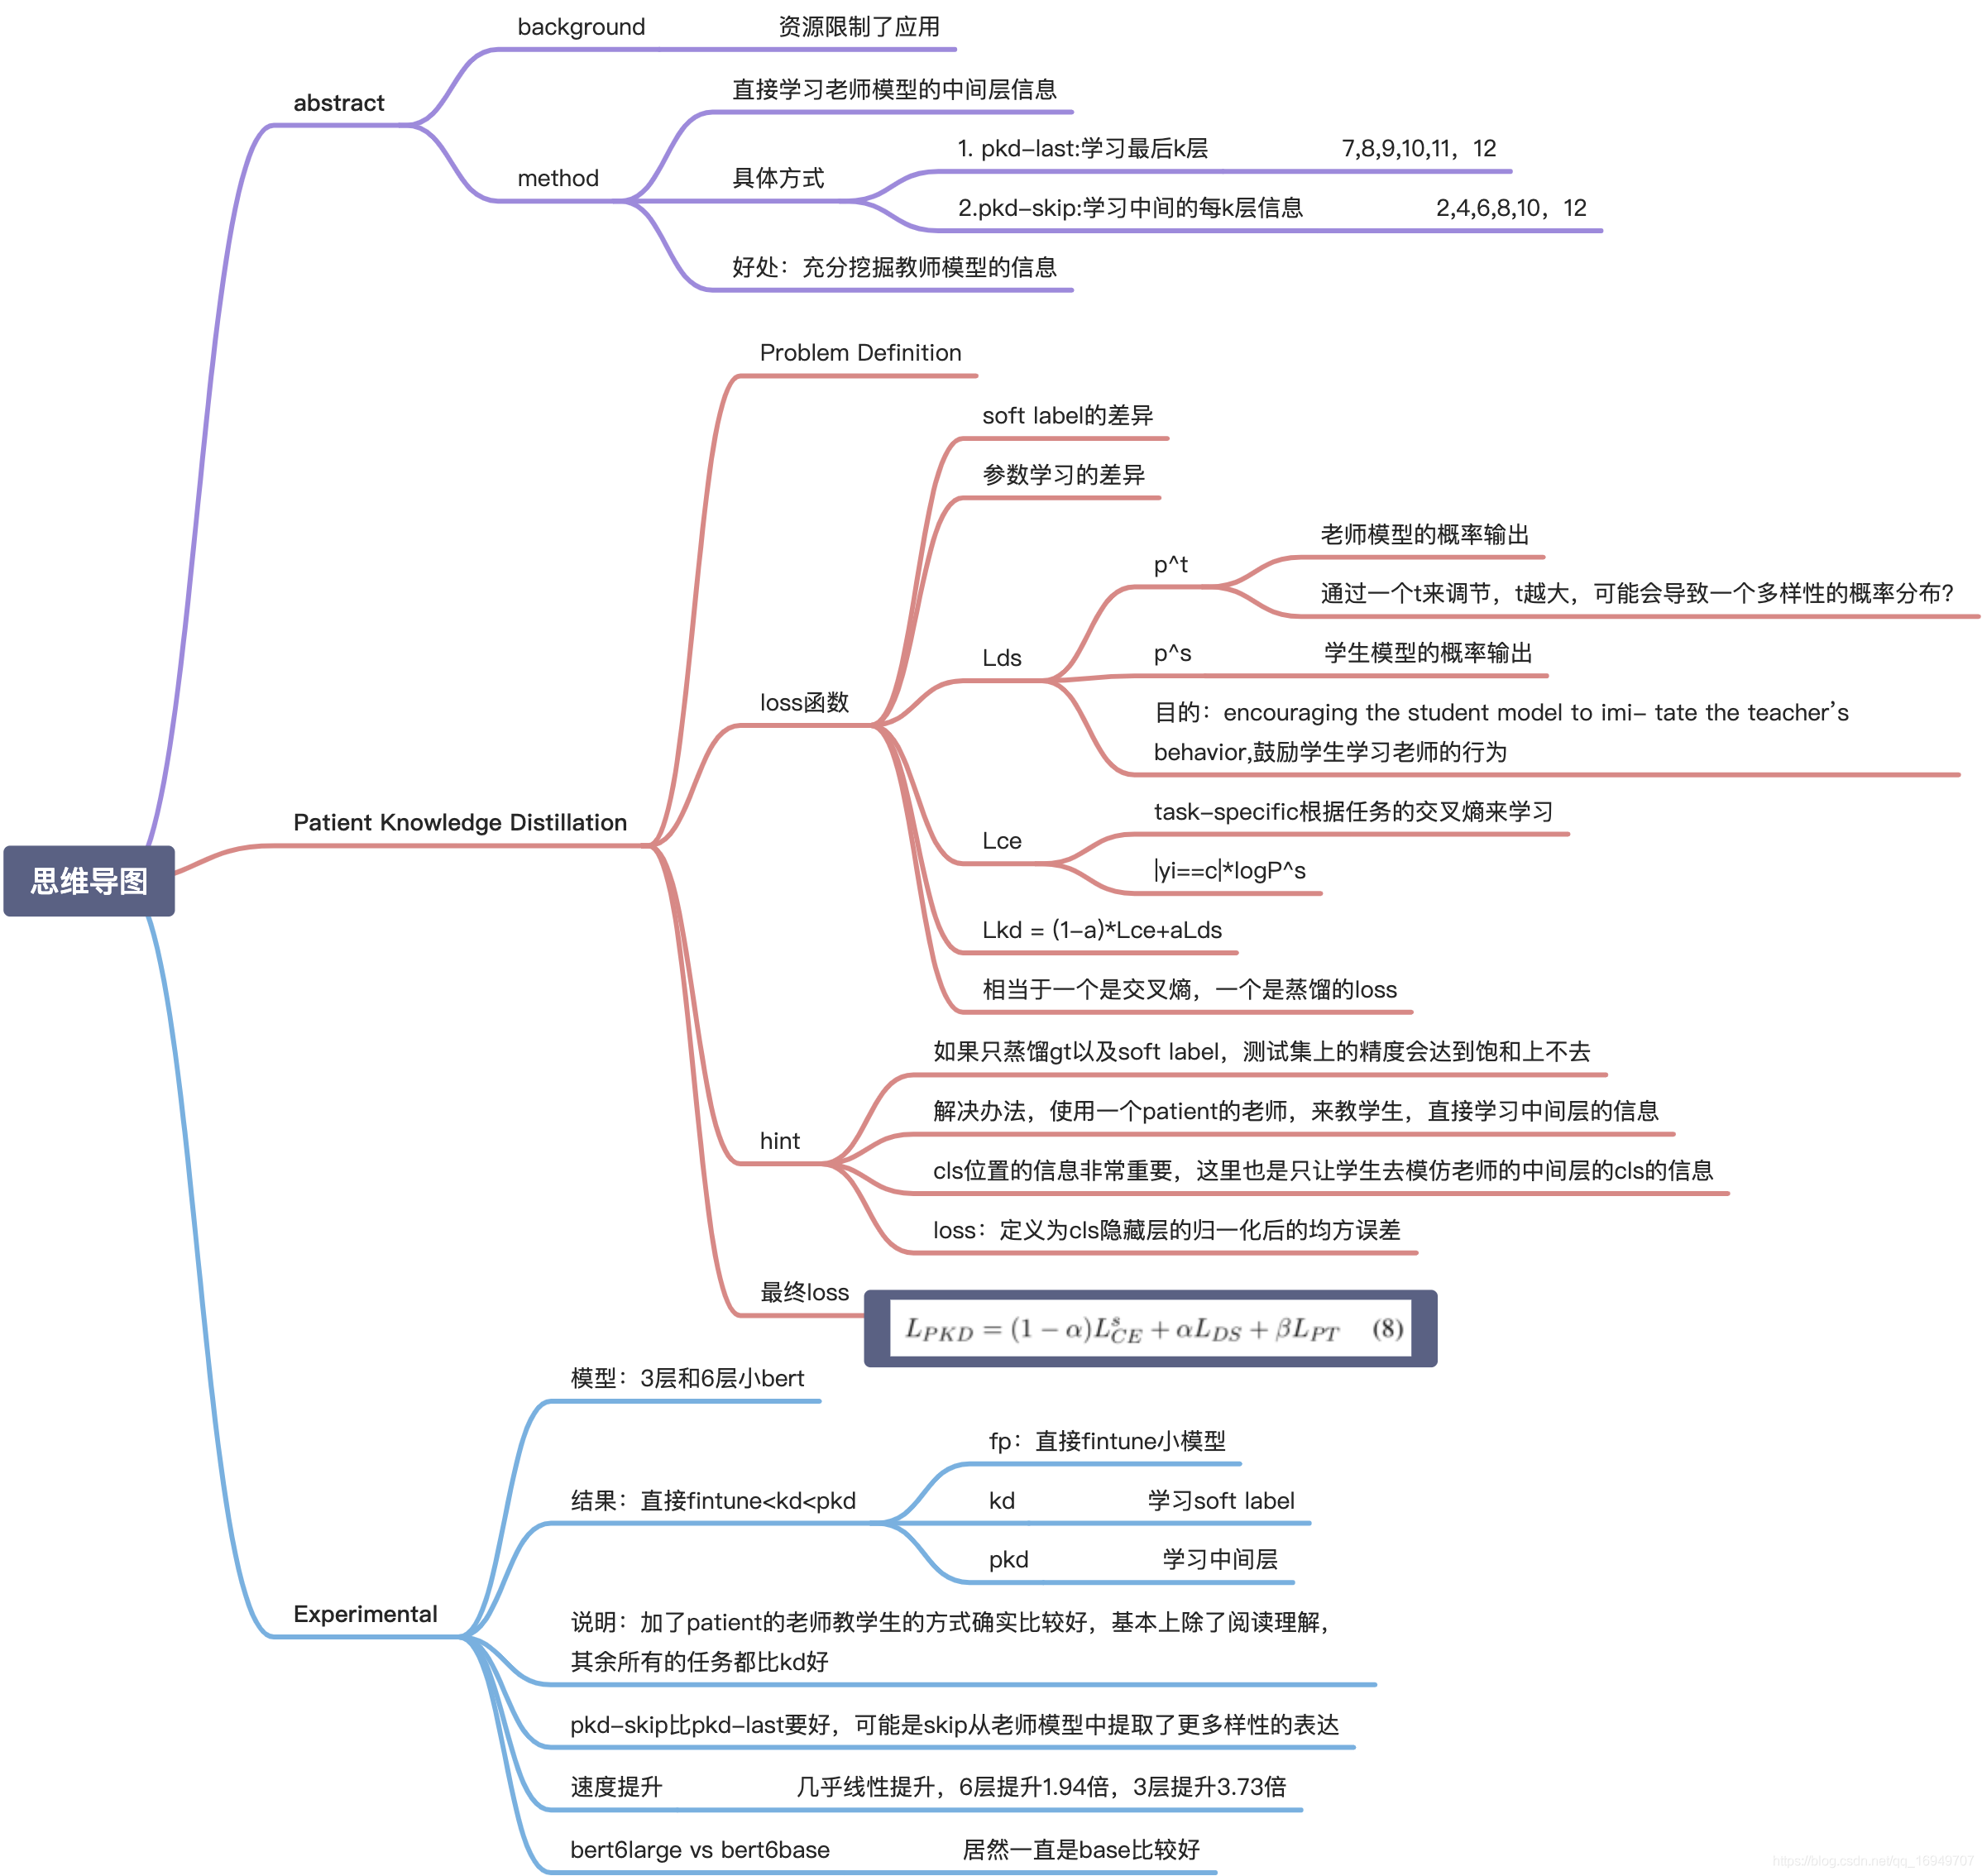 background
资源限制了应用
abstract
直接学习老师模型的中间层信息
method
具体方式
1. pkd-last:学习最后k层
7,8,9,10,11，12
2.pkd-skip:学习中间的每k层信息
2,4,6,8,10，12
好处：充分挖掘教师模型的信息
思维导图
Patient Knowledge Distillation
Problem Definition
loss函数
soft label的差异
参数学习的差异
Lds
p^t
老师模型的概率输出
通过一个t来调节，t越大，可能会导致一个多样性的概率分布？
p^s
学生模型的概率输出
目的：encouraging the student model to imi- tate the teacher’s
behavior,鼓励学生学习老师的行为
Lce
task-specific根据任务的交叉熵来学习
|yi==c|*logP^s
Lkd = (1-a)*Lce+aLds
相当于一个是交叉熵，一个是蒸馏的loss
hint
如果只蒸馏gt以及soft label，测试集上的精度会达到饱和上不去
解决办法，使用一个patient的老师，来教学生，直接学习中间层的信息
cls位置的信息非常重要，这里也是只让学生去模仿老师的中间层的cls的信息
loss：定义为cls隐藏层的归一化后的均方误差
最终loss
L_{PKD} = (1 − α)L^s_{CE} + αL_{DS} + βL_{PT} (8)
Experimental
模型：3层和6层小bert
结果：直接fintune<kd<pkd
fp：直接fintune小模型
kd
学习soft label
pkd
学习中间层
说明：加了patient的老师教学生的方式确实比较好，基本上除了阅读理解，
其余所有的任务都比kd好
pkd-skip比pkd-last要好，可能是skip从老师模型中提取了更多样性的表达
速度提升
几乎线性提升，6层提升1.94倍，3层提升3.73倍
bert6large vs bert6base
居然一直是base比较好
https://blog.csdn.net/qq_16949707